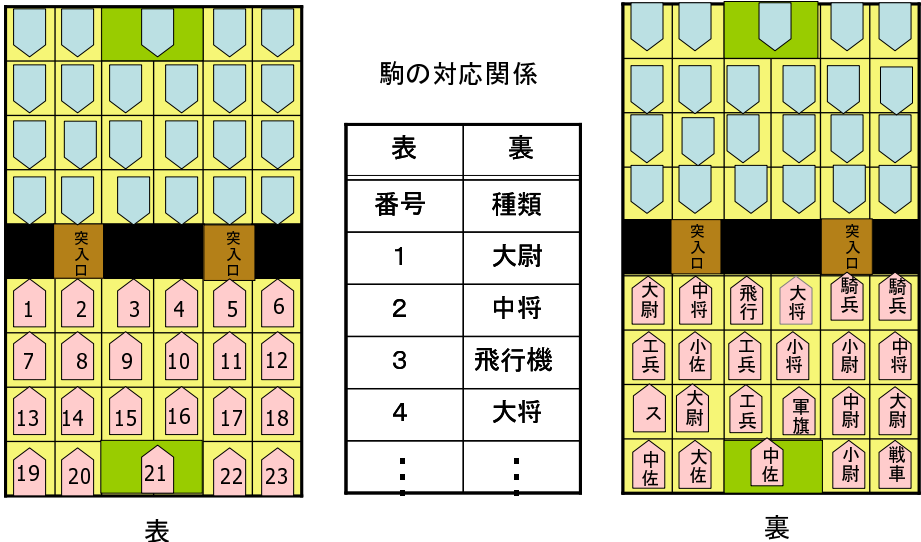 駒の対応関係
突入口
突入口
1 2 3 4 5 6
7 8 9 10 11 12
13 14 15 16 17 18
19 20 21 22 23
表
表 裏
番号 種類
1 大尉
2 中将
3 飛行機
4 大将
： ：
突入口
突入口
大尉 中将 飛行 大将 騎兵 騎兵
工兵 小佐 工兵 小将 小尉 中将
ス 大尉 工兵 軍旗 中尉 大尉
中佐 大佐 中佐 小尉 戦車
裏